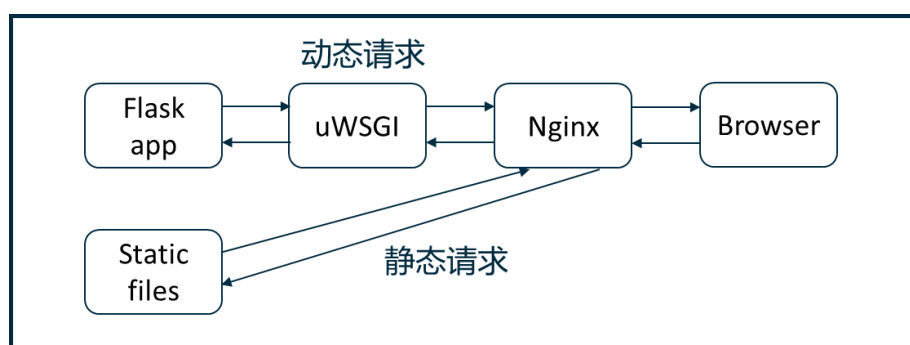 动态请求
Flask
app
uWSGI
Nginx
Browser
Static
files
静态请求